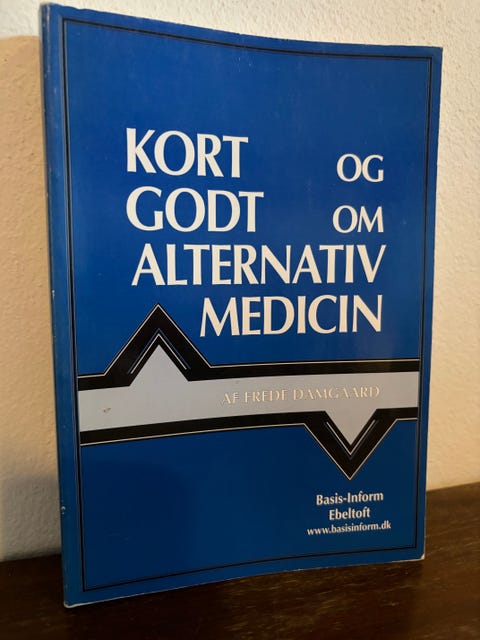 KORT OG
GODT OM
ALTERNATIV
MEDICIN
AF FREDE DAMGAARD
Basis-Inform
Ebeltoft
www.basisinform.dk